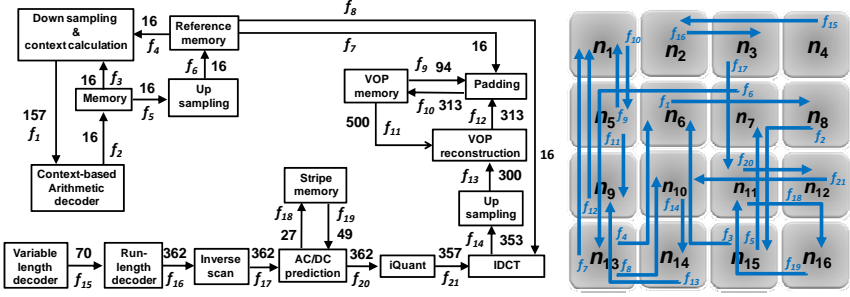 f8
Down sampling
&
context calculation
16
f4
Reference memory
f7
16
f6
16
f3
16
Memory
16
f5
Up
sampling
157
f1
16
f2
Context-based
Arithmetic
decoder
VOP
memory
f9 94
f10 313
Padding
16
500
f11
f12
313
VOP
reconstruction
f13
300
16
Stripe
memory
f18
27
f19
49
Up
sampling
f14
353
Variable
length
decoder
70
f15
Run-
length
decoder
362
f16
Inverse
scan
362
f17
AC/DC
prediction
362
f20
iQuant
357
f21
IDCT
n1
n2
n3
n4
f10
f16
f15
f17
n5
n6
n7
n8
f9
f1
f6
f2
f11
f20
f21
n9
n10
n11
n12
f12
f14
f18
f4
f3
f5
n13
n14
n15
n16
f7
f8
f13
f19